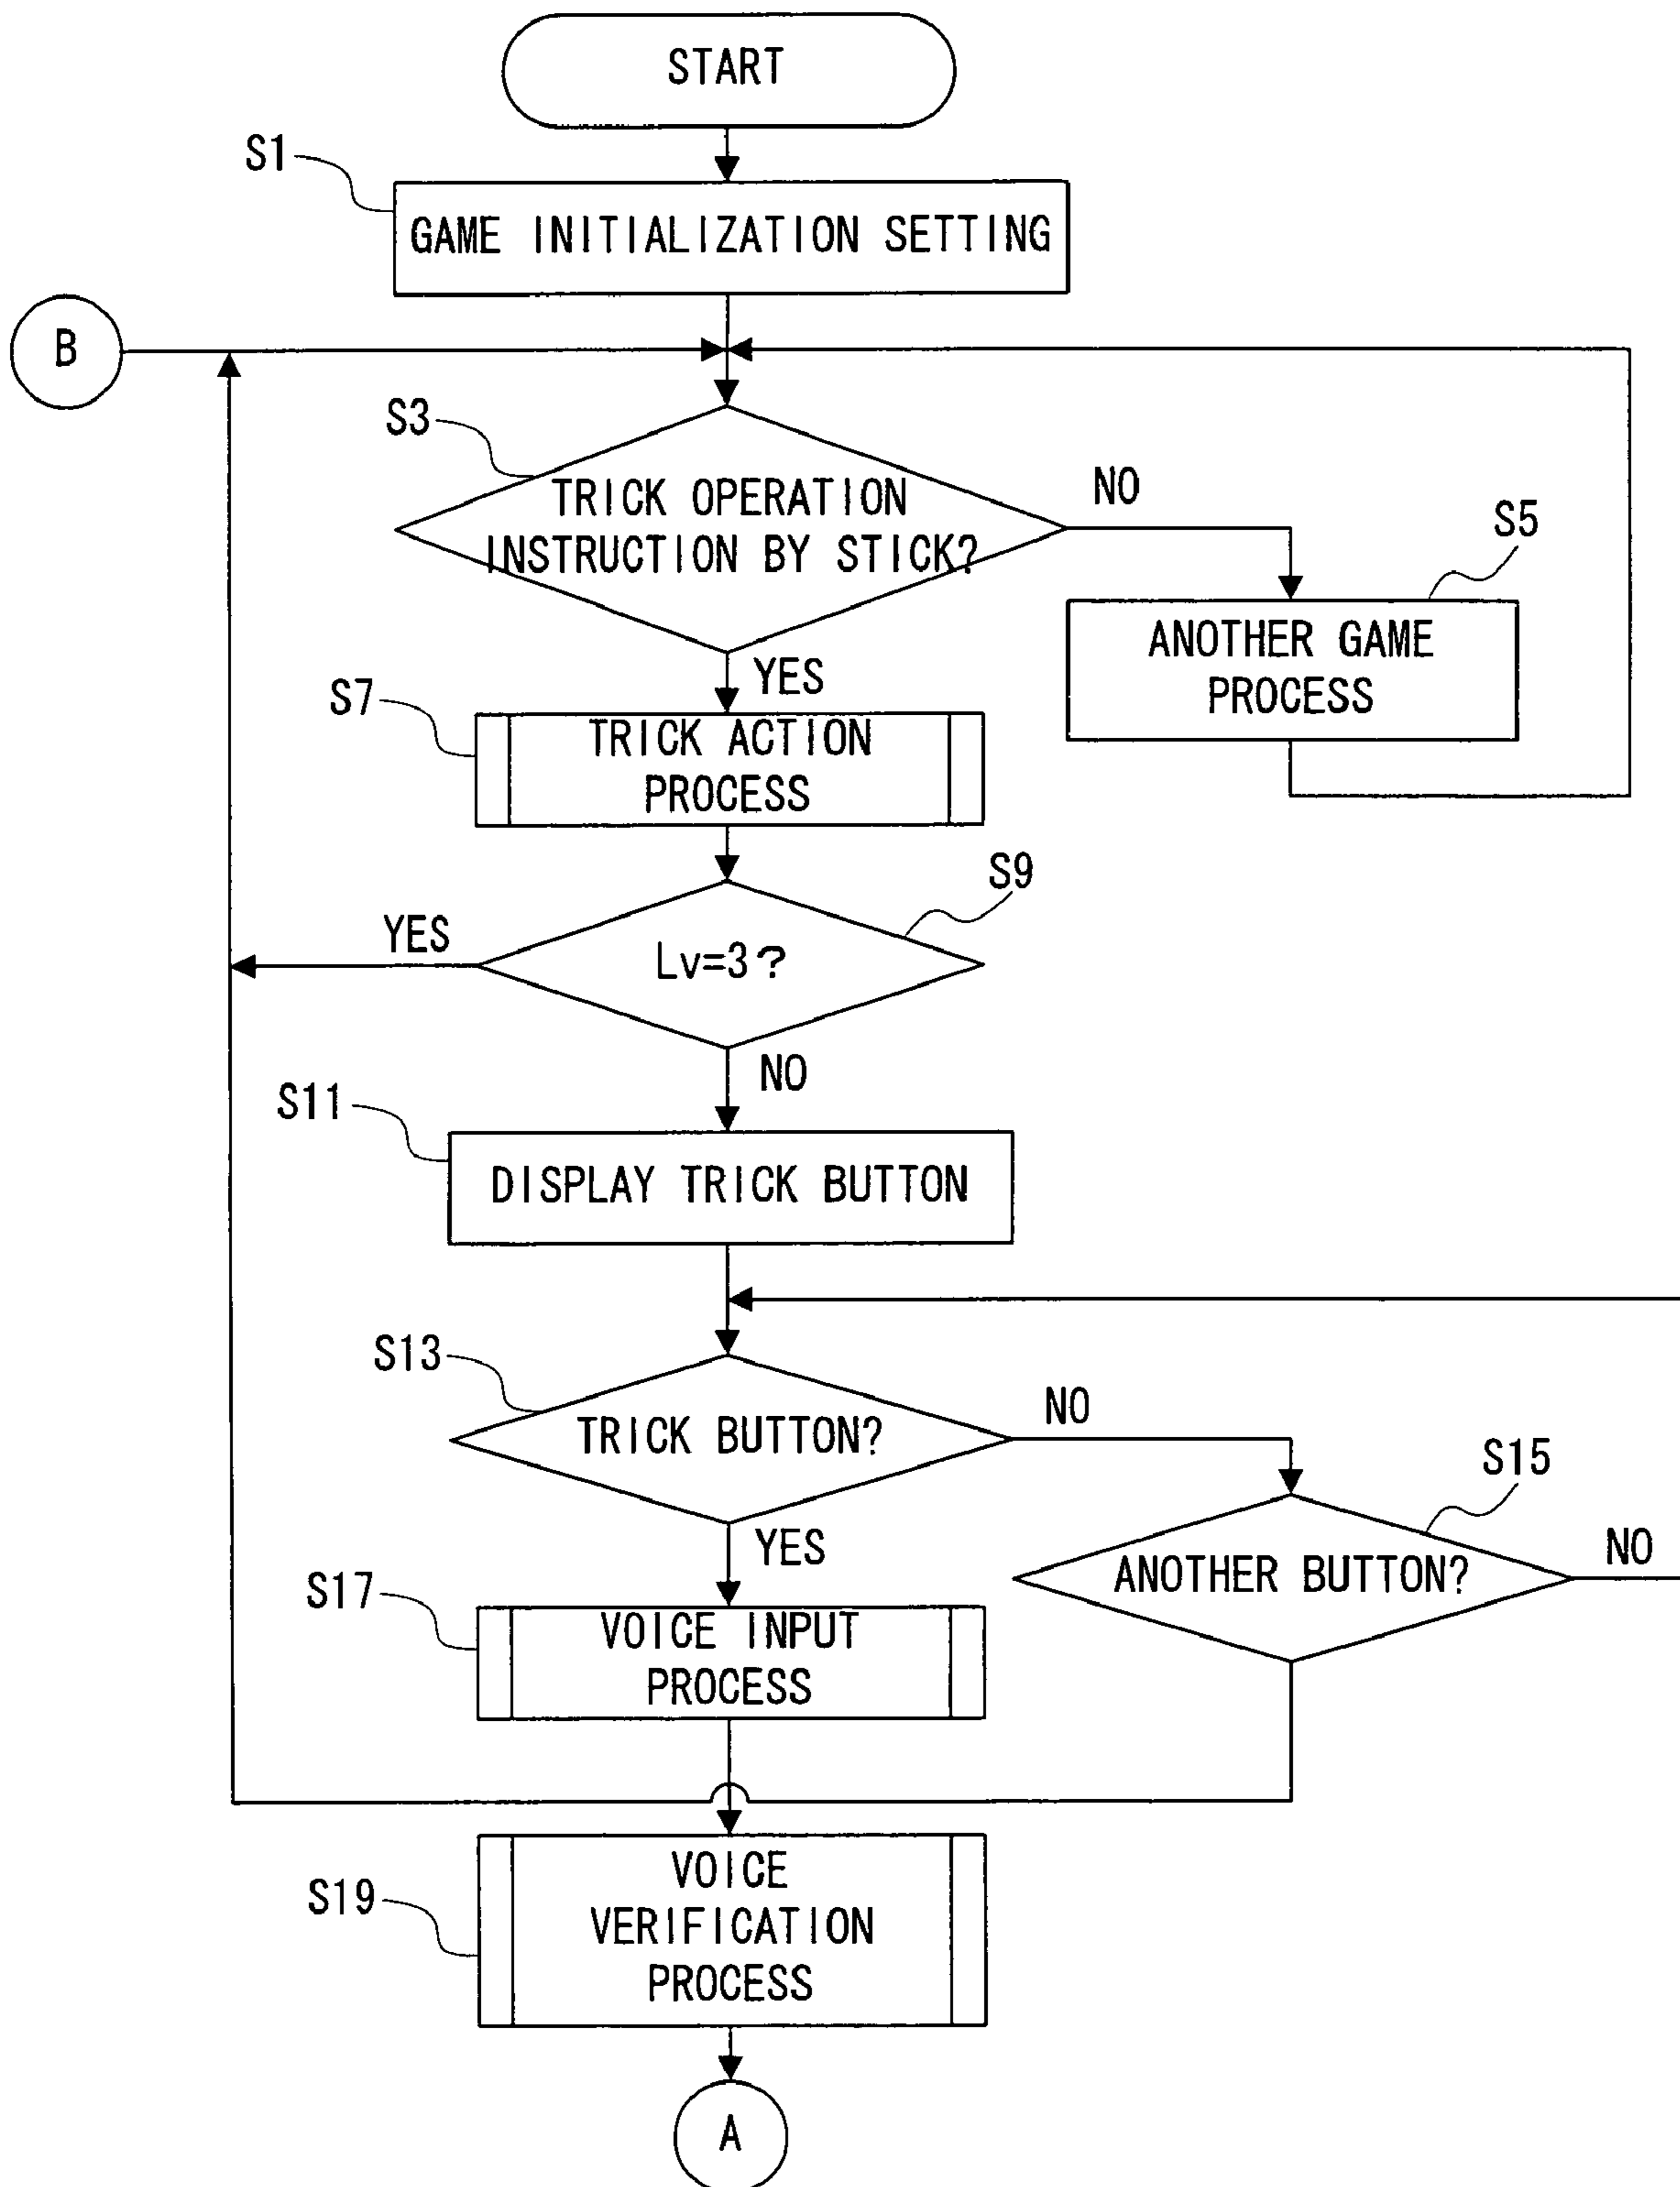 START
S1
GAME INITIALIZATION SETTING
B
S3
TRICK OPERATION
INSTRUCTION BY STICK?
NO
S5
ANOTHER GAME
PROCESS
YES
S7
TRICK ACTION
PROCESS
S9
YES
Lv=3?
NO
S11
DISPLAY TRICK BUTTON
S13
TRICK BUTTON?
NO
S15
ANOTHER BUTTON?
NO
YES
S17
VOICE INPUT
PROCESS
S19
VOICE
VERIFICATION
PROCESS
A